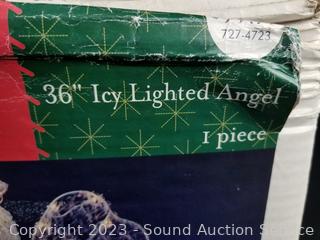 727-4723
36" Icy Lighted Angel
1 piece
Copyright 2023 - Sound Auction Service